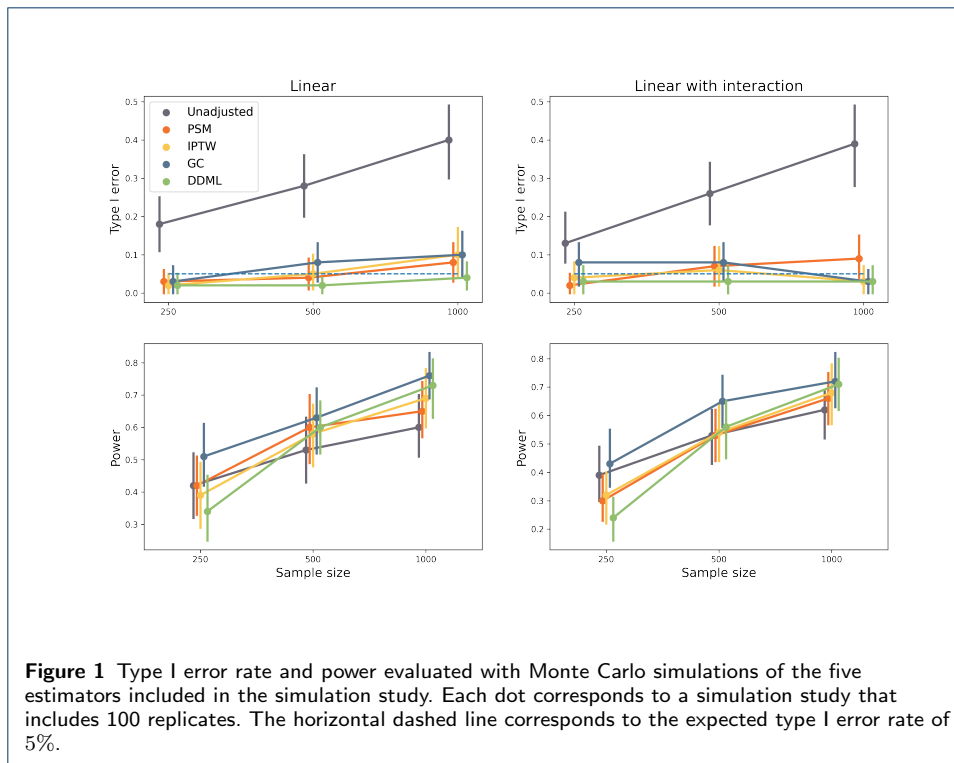 Linear
Linear with interaction
Type I error
0.5
0.4
0.3
0.2
0.1
0.0
Unadjusted
PSM
IPTW
GC
DDML
250
500
1000
Type I error
0.5
0.4
0.3
0.2
0.1
0.0
250
500
1000
Power
0.8
0.7
0.6
0.5
0.4
0.3
250
500
1000
Sample size
Power
0.8
0.7
0.6
0.5
0.4
0.3
0.2
250
500
1000
Sample size
Figure 1 Type I error rate and power evaluated with Monte Carlo simulations of the five
estimators included in the simulation study. Each dot corresponds to a simulation study that
includes 100 replicates. The horizontal dashed line corresponds to the expected type I error rate of
5%.